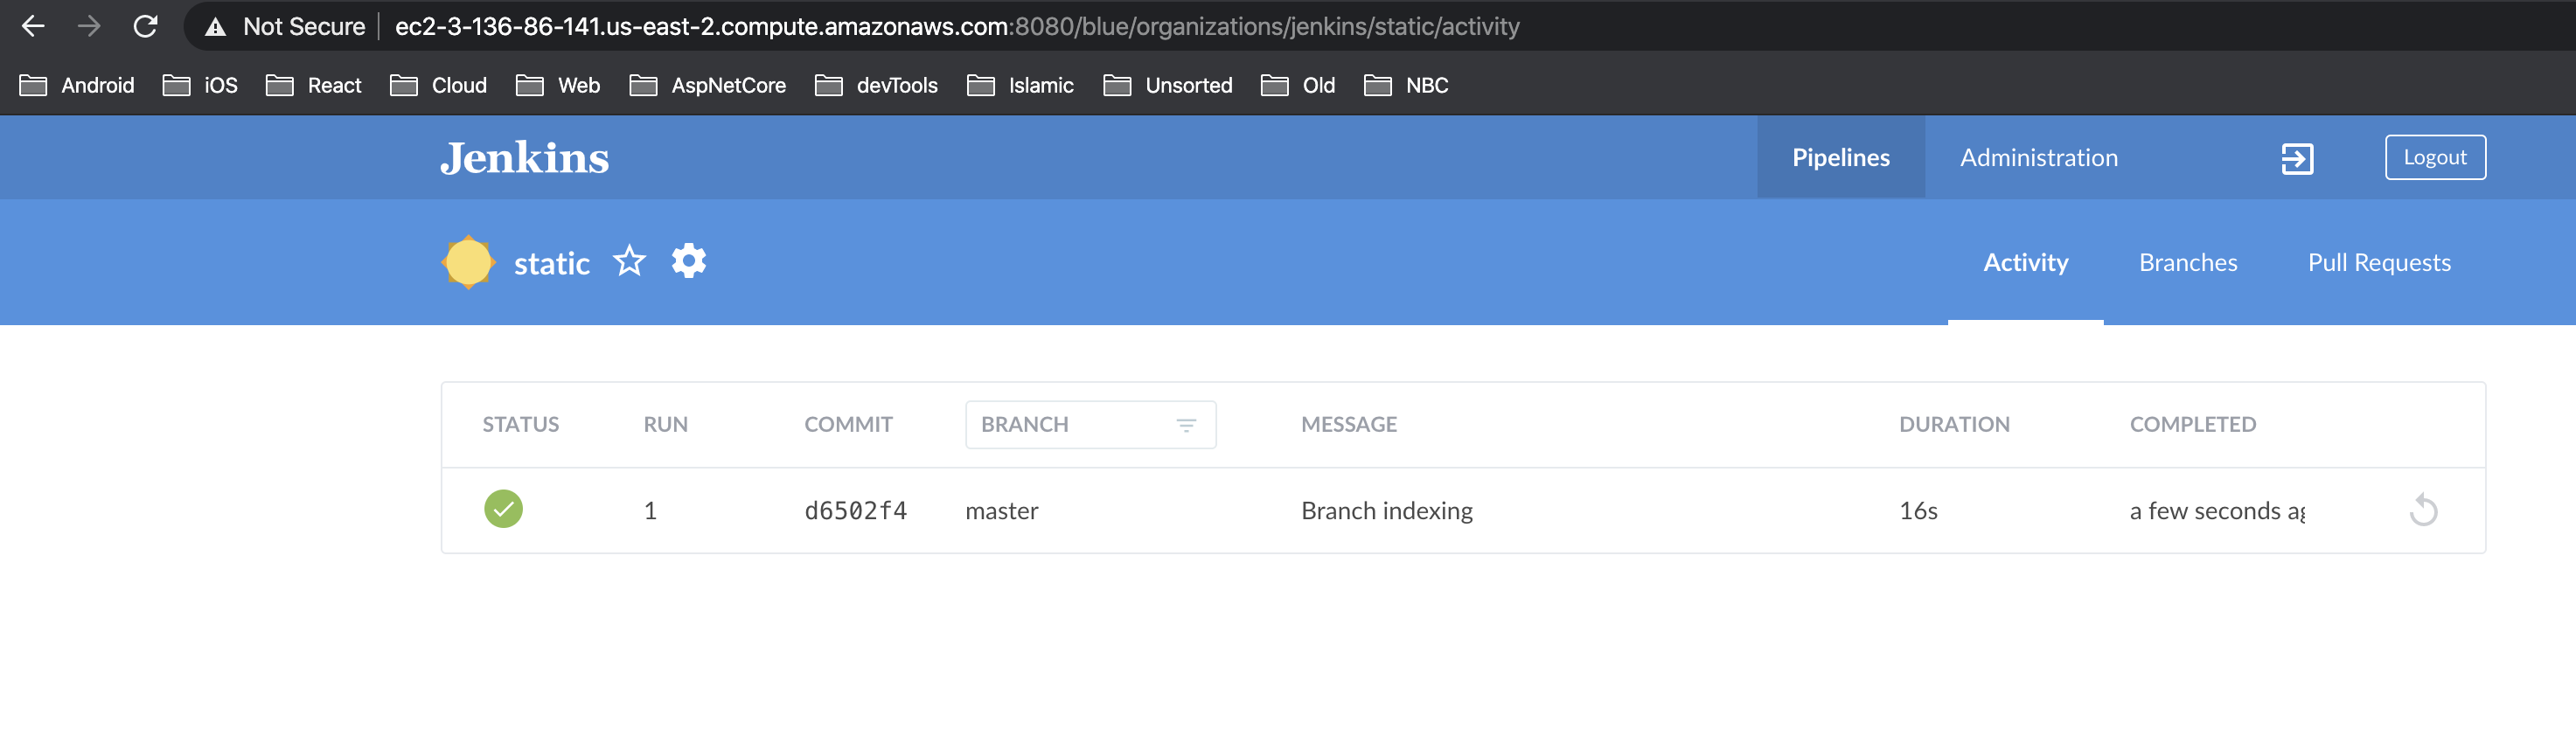 Not Secure ec2-3-136-86-141.us-east-2.compute.amazonaws.com:8080/blue/organizations/jenkins/static/activity
Android iOS React Cloud Web AspNetCore devTools Islamic Unsorted Old NBC
Jenkins Pipelines Administration Logout
static Activity Branches Pull Requests
STATUS RUN COMMIT BRANCH MESSAGE DURATION COMPLETED
1 d6502f4 master Branch indexing 16s a few seconds ag